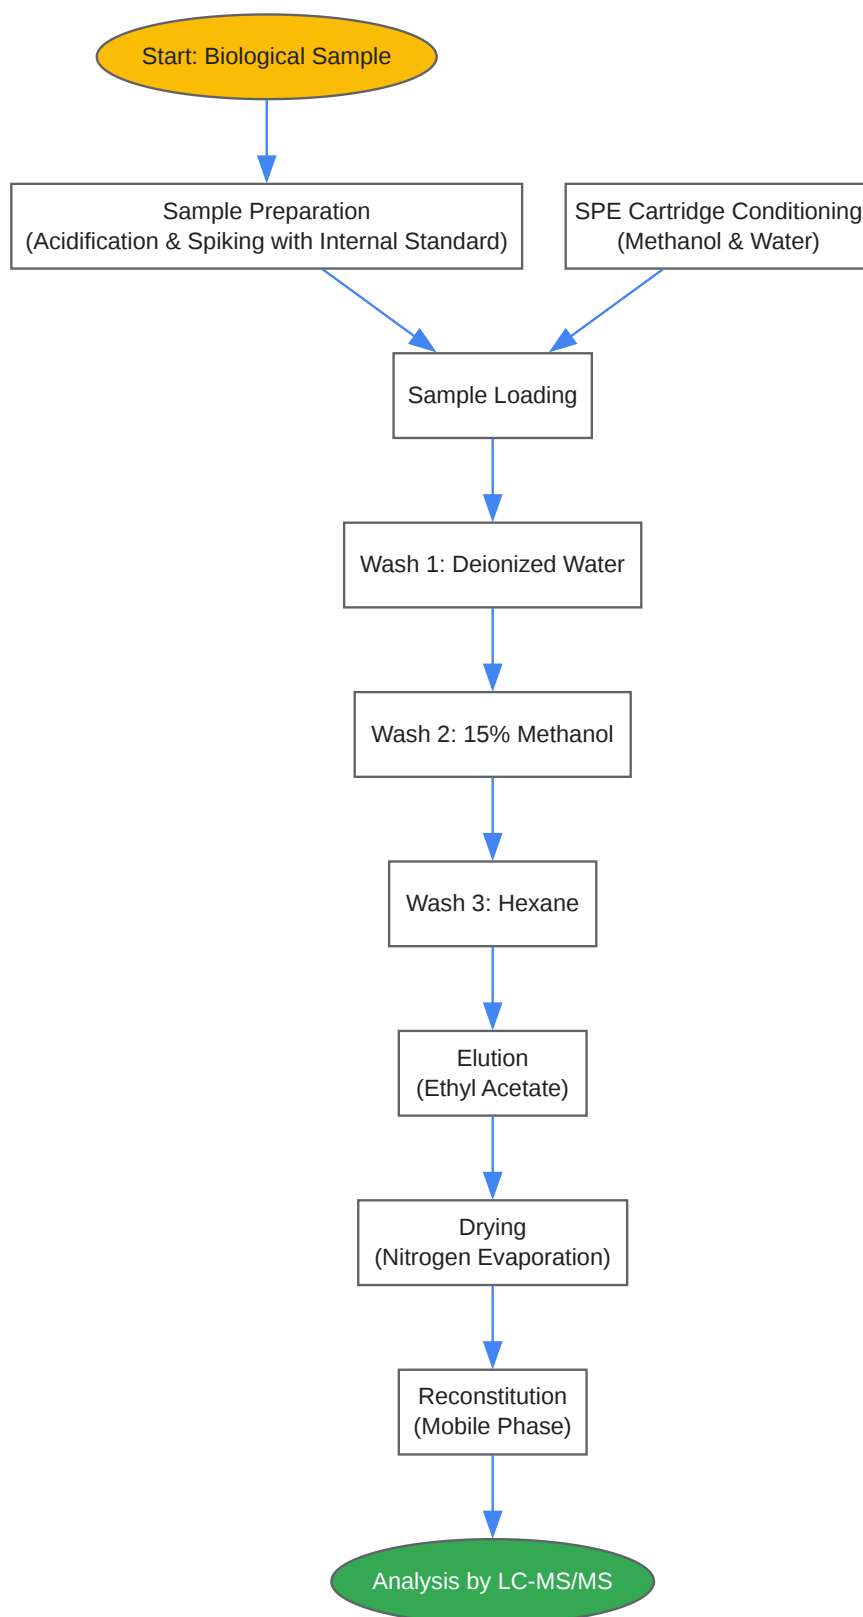 Start: Biological Sample
Sample Preparation
(Acidification & Spiking with Internal Standard)
SPE Cartridge Conditioning
(Methanol & Water)
Sample Loading
Wash 1: Deionized Water
Wash 2: 15% Methanol
Wash 3: Hexane
Elution
(Ethyl Acetate)
Drying
(Nitrogen Evaporation)
Reconstitution
(Mobile Phase)
Analysis by LC-MS/MS